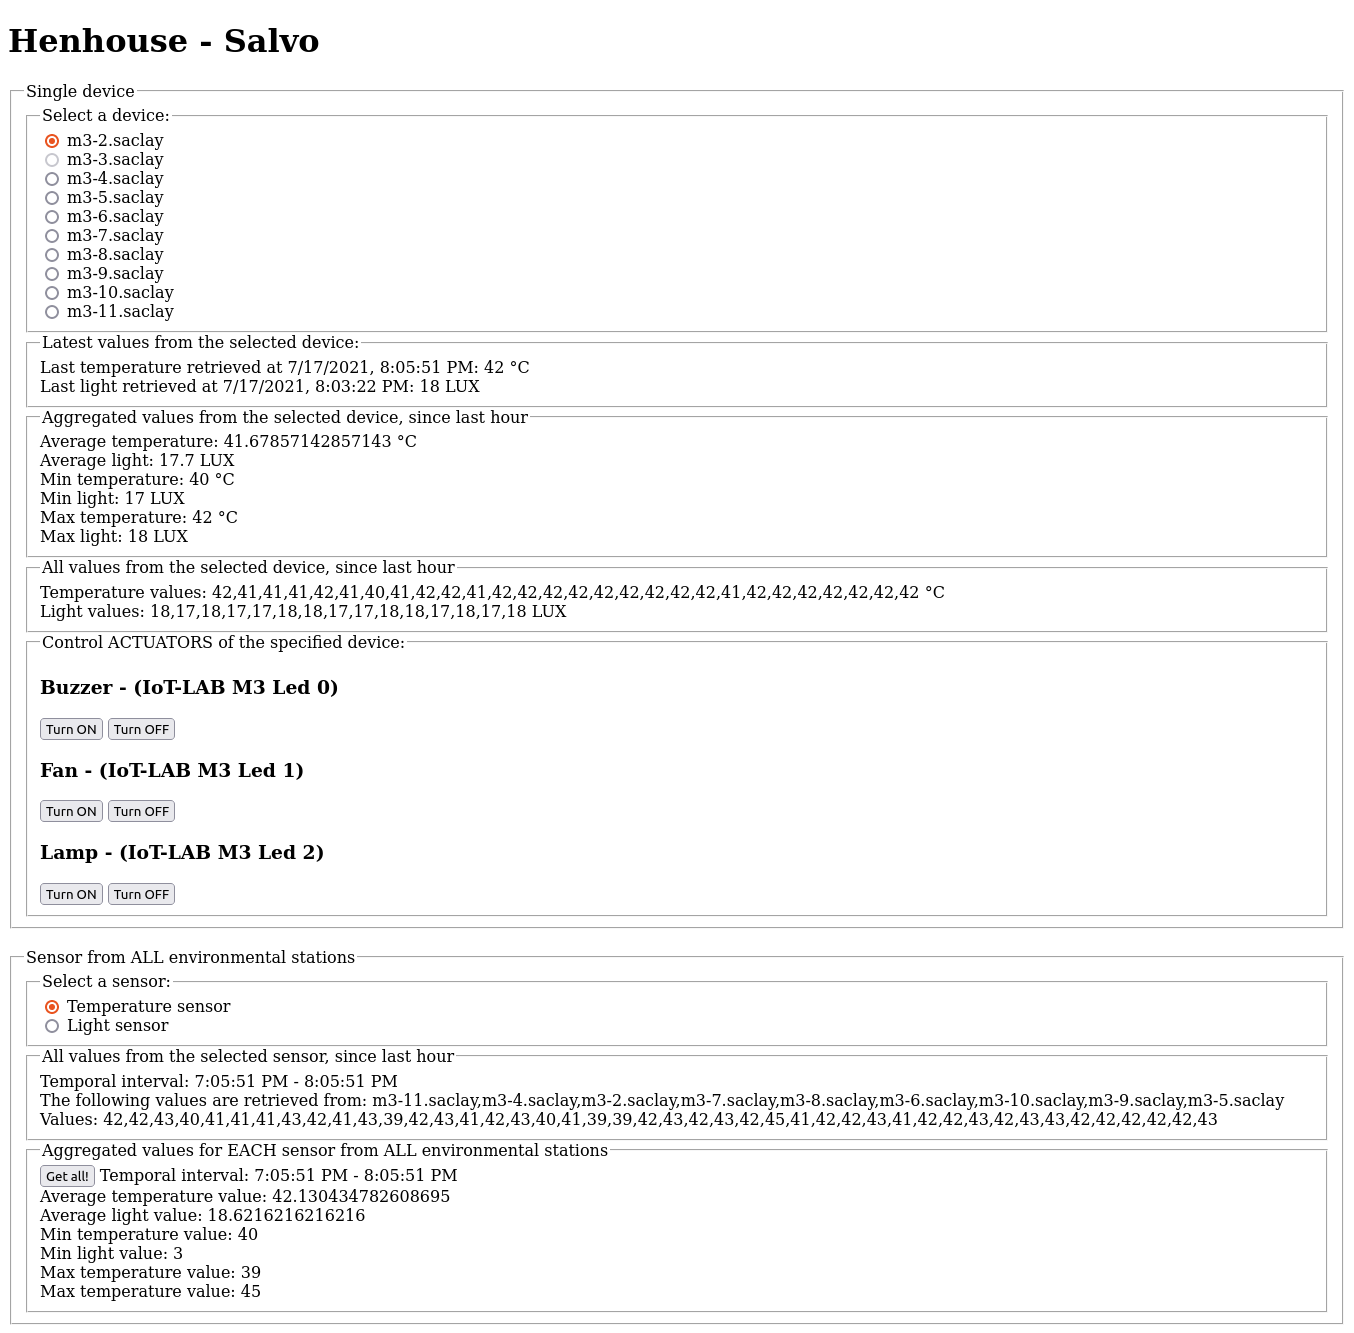 Henhouse - Salvo
Single device
Select a device:
m3-2.saclay
m3-3.saclay
m3-4.saclay
m3-5.saclay
m3-6.saclay
m3-7.saclay
m3-8.saclay
m3-9.saclay
m3-10.saclay
m3-11.saclay
Latest values from the selected device:
Last temperature retrieved at 7/17/2021, 8:05:51 PM: 42 °C
Last light retrieved at 7/17/2021, 8:03:22 PM: 18 LUX
Aggregated values from the selected device, since last hour
Average temperature: 41.67857142857143 °C
Average light: 17.7 LUX
Min temperature: 40 °C
Min light: 17 LUX
Max temperature: 42 °C
Max light: 18 LUX
All values from the selected device, since last hour
Temperature values: 42,41,41,41,42,41,40,41,42,42,41,42,42,42,42,42,42,42,42,42,41,42,42,42,42,42,42,42 °C
Light values: 18,17,18,17,17,18,18,17,17,18,18,17,18,17,18 LUX
Control ACTUATORS of the specified device:
Buzzer - (IoT-LAB M3 Led 0)
Turn ON Turn OFF
Fan - (IoT-LAB M3 Led 1)
Turn ON Turn OFF
Lamp - (IoT-LAB M3 Led 2)
Turn ON Turn OFF
Sensor from ALL environmental stations
Select a sensor:
Temperature sensor
Light sensor
All values from the selected sensor, since last hour
Temporal interval: 7:05:51 PM - 8:05:51 PM
The following values are retrieved from: m3-11.saclay,m3-4.saclay,m3-2.saclay,m3-7.saclay,m3-8.saclay,m3-6.saclay,m3-10.saclay,m3-9.saclay,m3-5.saclay
Values: 42,42,43,40,41,41,41,43,42,41,43,39,42,43,41,42,43,40,41,39,39,42,43,42,43,42,45,41,42,42,43,41,42,42,43,42,43,43,42,42,42,42,42,43
Aggregated values for EACH sensor from ALL environmental stations
Get all! Temporal interval: 7:05:51 PM - 8:05:51 PM
Average temperature value: 42.130434782608695
Average light value: 18.6216216216216
Min temperature value: 40
Min light value: 3
Max temperature value: 39
Max temperature value: 45